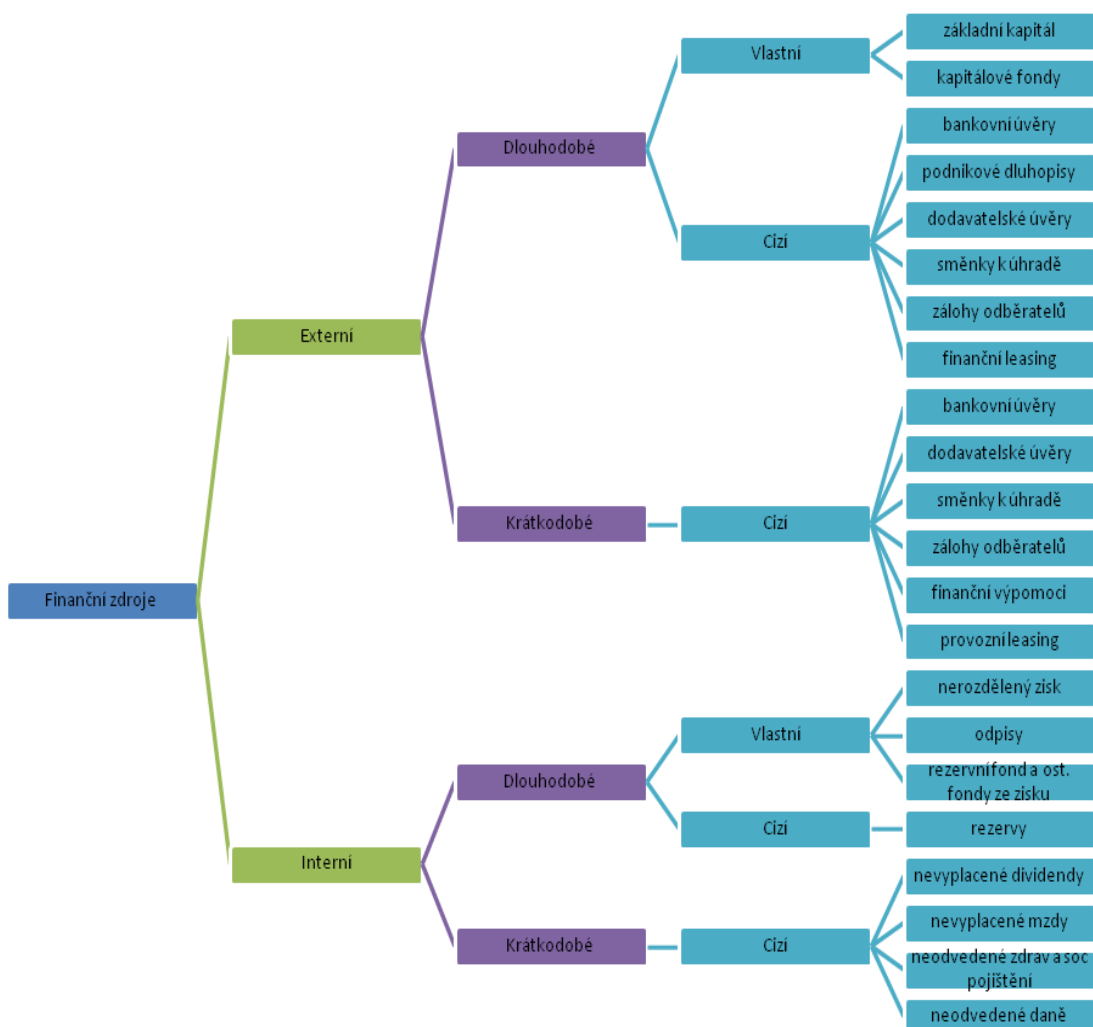 základní kapitál
Vlastní
kapitálové fondy
bankovní úvěry
Dlouhodobé
podnikové dluhopisy
dodavatelské úvěry
Cizí
směnky k úhradě
zálohy odběratelů
Externí
finanční leasing
bankovní úvěry
dodavatelské úvěry
směnky k úhradě
Krátkodobé
Cizí
zálohy odběratelů
Finanční zdroje
finanční výpomoci
provozní leasing
nerozdělený zisk
Vlastní
odpisy
rezervní fond a ost.
fondy ze zisku
Dlouhodobé
Cizí
rezervy
Interní
nevyplacené dividendy
nevyplacené mzdy
Krátkodobé
Cizí
neodvedené zdrav a soc
pojištění
neodvedené daně